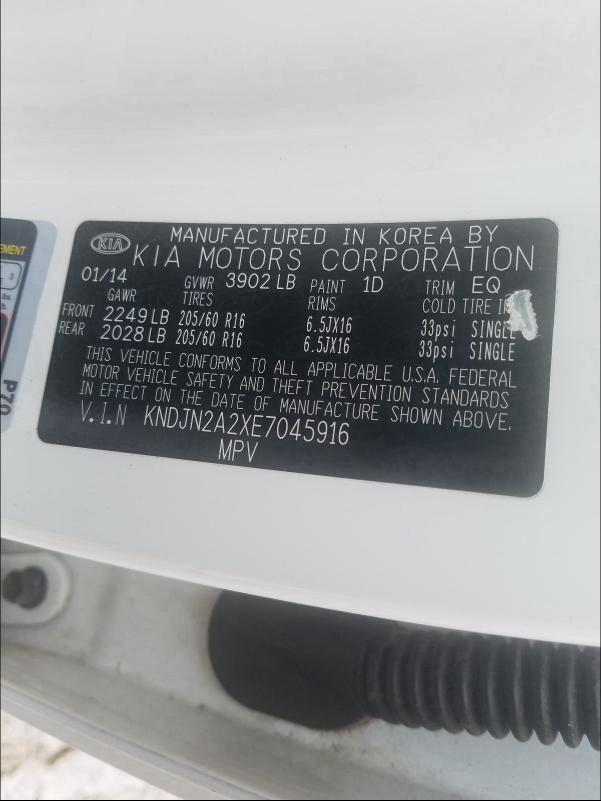 KIA
MANUFACTURED IN KOREA BY
KIA MOTORS CORPORATION
01/14 GVWR 3902 LB PAINT 1D TRIM EQ
GAWR TIRES RIMS COLD TIRE
FRONT 2249 LB 205/60 R16 6.5JX16 33psi SINGLE
REAR 2028 LB 205/60 R16 6.5JX16 33psi SINGLE
THIS VEHICLE CONFORMS TO ALL APPLICABLE U.S.A. FEDERAL
MOTOR VEHICLE SAFETY AND THEFT PREVENTION STANDARDS
IN EFFECT ON THE DATE OF MANUFACTURE SHOWN ABOVE.
V.I.N KNDJN2A2XE7045916
MPV
EMENT
3
P70